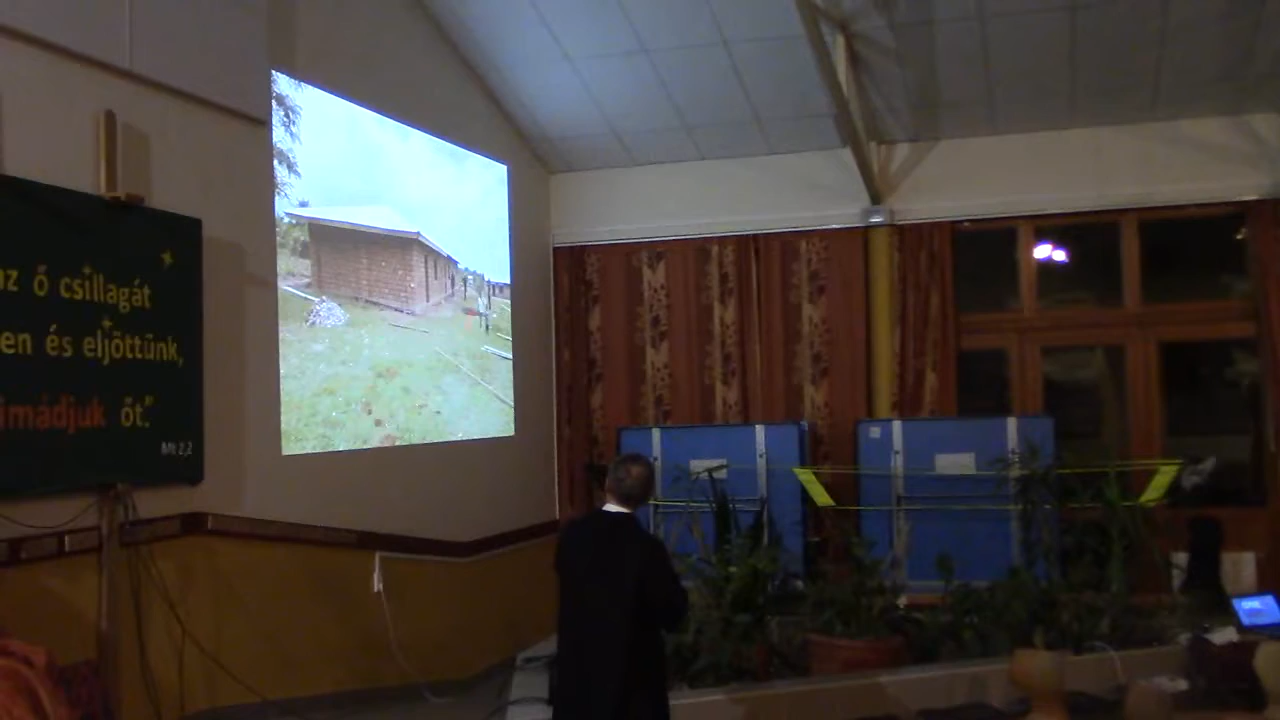 az ő csillagát
en és eljöttünk,
imádjuk őt."
Mt 2,2